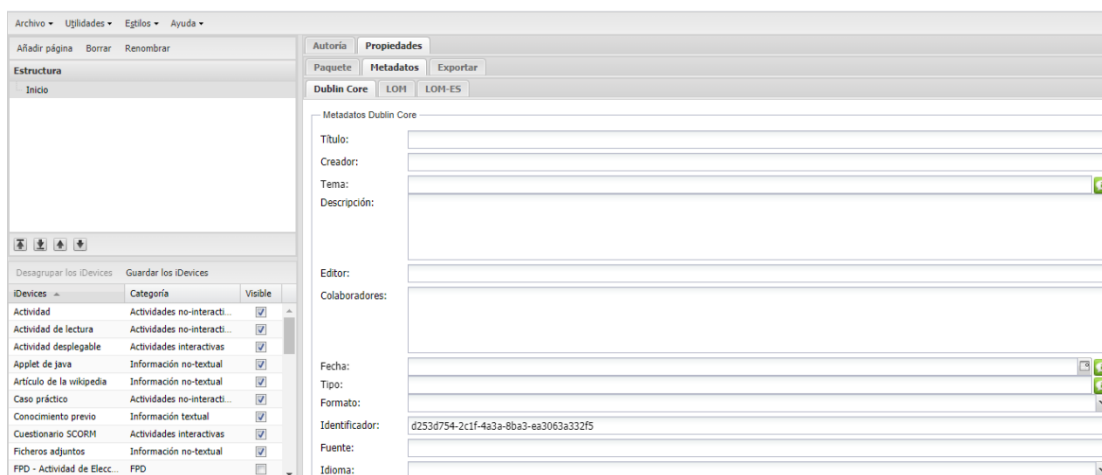 Archivo Utilidades Estilos Ayuda
Añadir página Borrar Renombrar
Estructura
Inicio
Desagrupar los iDevices Guardar los iDevices
iDevices Categoría Visible
Actividad Actividades no-interacti...
Actividad de lectura Actividades no-interacti...
Actividad desplegable Actividades interactivas
Applet de java Información no-textual
Artículo de la wikipedia Información no-textual
Caso práctico Actividades no-interacti...
Conocimiento previo Información textual
Cuestionario SCORM Actividades interactivas
Ficheros adjuntos Información no-textual
FPD - Actividad de Elecc... FPD
Autoría Propiedades
Paquete Metadatos Exportar
Dublin Core LOM LOM-ES
Metadatos Dublin Core
Título:
Creador:
Tema:
Descripción:
Editor:
Colaboradores:
Fecha:
Tipo:
Formato:
Identificador: d253d754-2c1f-4a3a-8ba3-ea3063a332f5
Fuente:
Idioma: